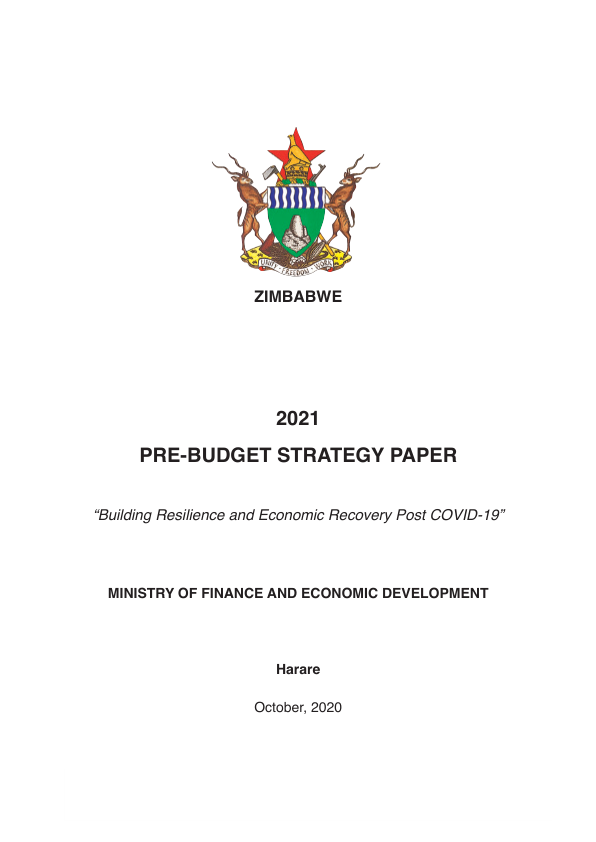 UNITY • FREEDOM • WORK
ZIMBABWE
2021
PRE-BUDGET STRATEGY PAPER
“Building Resilience and Economic Recovery Post COVID-19”
MINISTRY OF FINANCE AND ECONOMIC DEVELOPMENT
Harare
October, 2020